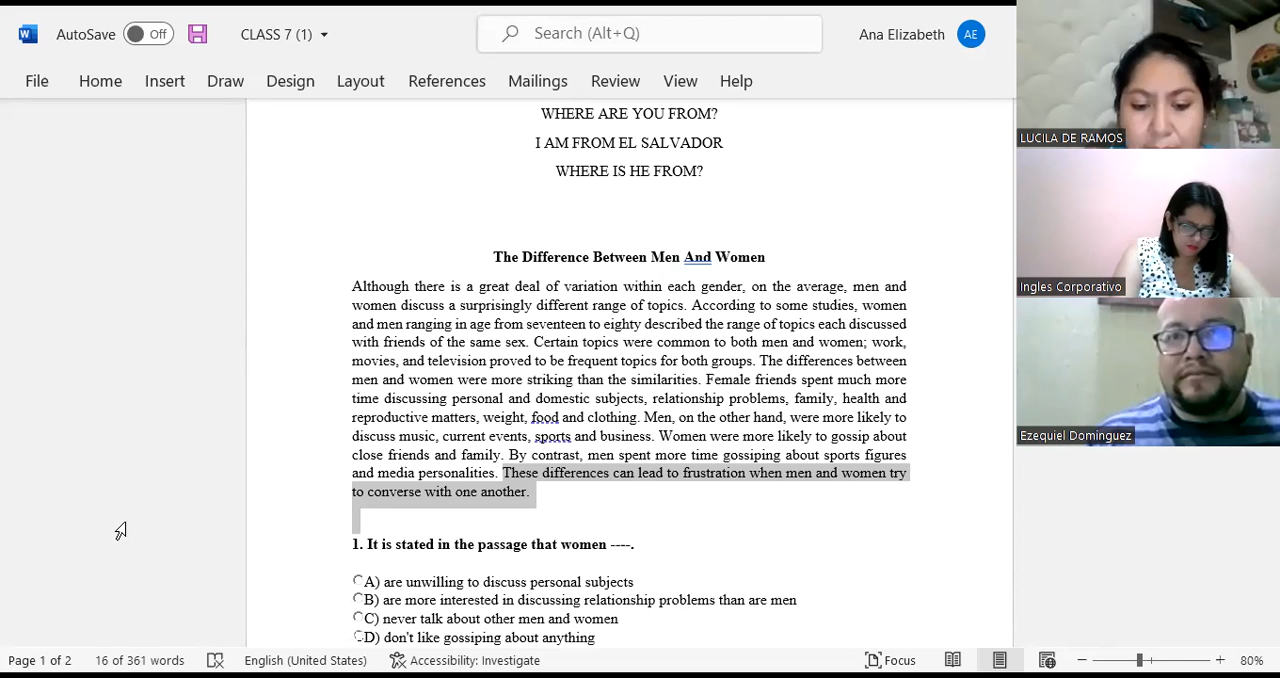 AutoSave Off CLASS 7 (1) Search (Alt+Q) Ana Elizabeth AE
File Home Insert Draw Design Layout References Mailings Review View Help
WHERE ARE YOU FROM?
I AM FROM EL SALVADOR
WHERE IS HE FROM?
The Difference Between Men And Women
Although there is a great deal of variation within each gender, on the average, men and
women discuss a surprisingly different range of topics. According to some studies, women
and men ranging in age from seventeen to eighty described the range of topics each discussed
with friends of the same sex. Certain topics were common to both men and women; work,
movies, and television proved to be frequent topics for both groups. The differences between
men and women were more striking than the similarities. Female friends spent much more
time discussing personal and domestic subjects, relationship problems, family, health and
reproductive matters, weight, food and clothing. Men, on the other hand, were more likely to
discuss music, current events, sports and business. Women were more likely to gossip about
close friends and family. By contrast, men spent more time gossiping about sports figures
and media personalities. These differences can lead to frustration when men and women try
to converse with one another.
1. It is stated in the passage that women ----.
A) are unwilling to discuss personal subjects
B) are more interested in discussing relationship problems than are men
C) never talk about other men and women
D) don't like gossiping about anything
Page 1 of 2 16 of 361 words English (United States) Accessibility: Investigate Focus 80%
LUCILA DE RAMOS
Ingles Corporativo
Ezequiel Dominguez